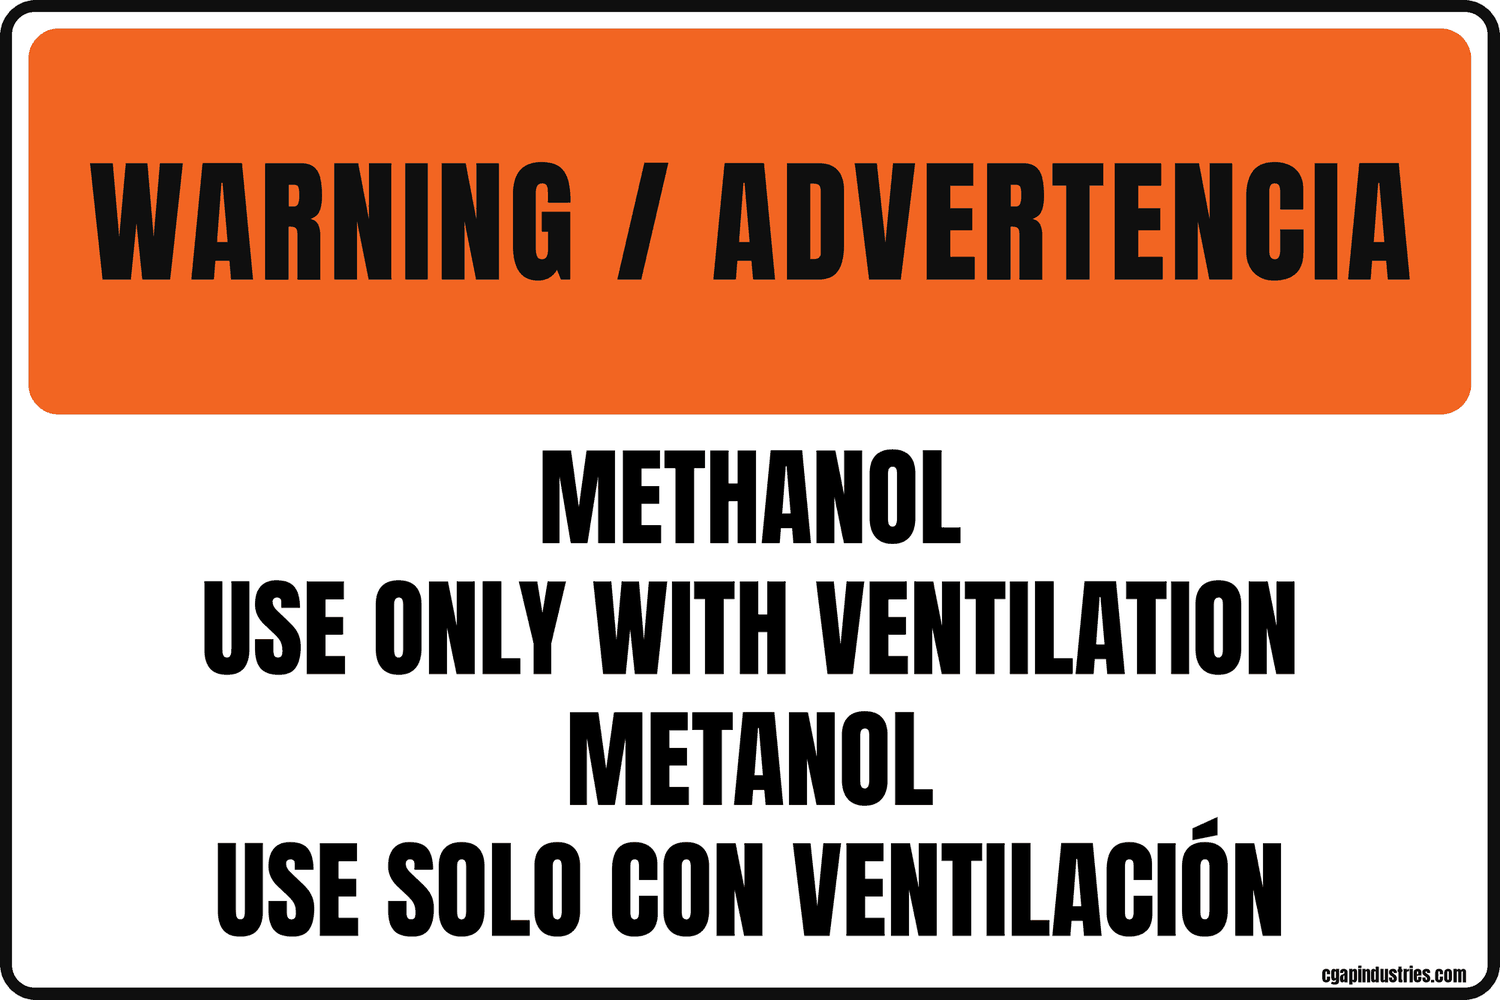 WARNING / ADVERTENCIA
METHANOL
USE ONLY WITH VENTILATION
METANOL
USE SOLO CON VENTILACIÓN
cgapindustries.com